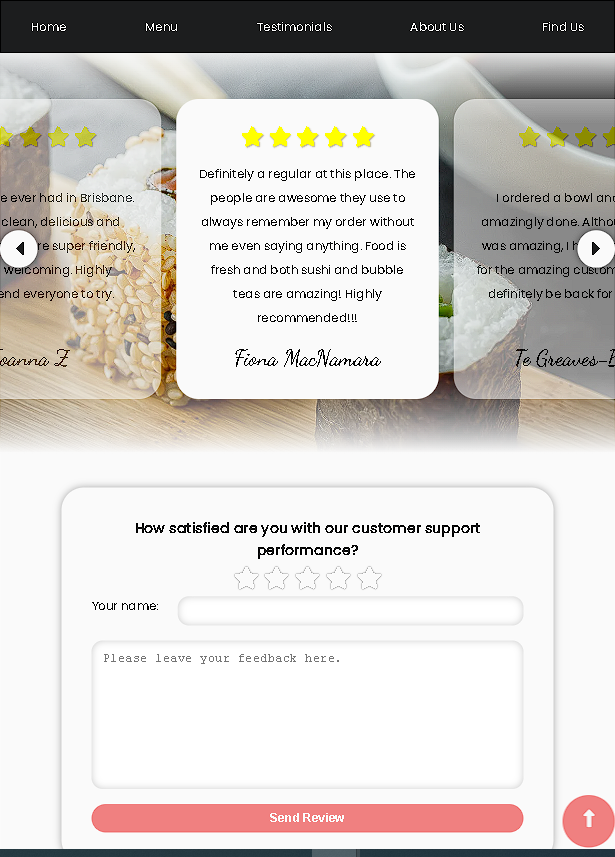 Home Menu Testimonials About Us Find Us
e ever had in Brisbane.
clean, delicious and
re super friendly,
welcoming. Highly
end everyone to try.
oanna Z
Definitely a regular at this place. The
people are awesome they use to
always remember my order without
me even saying anything. Food is
fresh and both sushi and bubble
teas are amazing! Highly
recommended!!!
Fiona MacNamara
I ordered a bowl and
amazingly done. Althou
was amazing, I h
for the amazing custom
definitely be back for
Te Greaves-
How satisfied are you with our customer support
performance?
Your name:
Please leave your feedback here.
Send Review